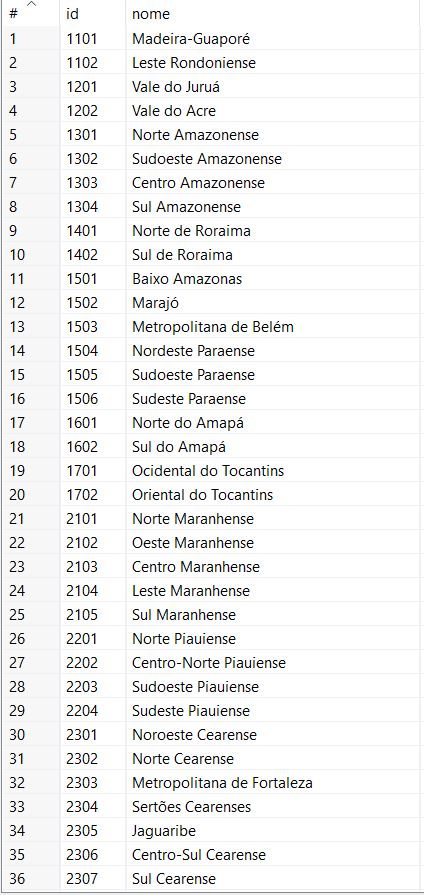 # id nome
1 1101 Madeira-Guaporé
2 1102 Leste Rondoniense
3 1201 Vale do Juruá
4 1202 Vale do Acre
5 1301 Norte Amazonense
6 1302 Sudoeste Amazonense
7 1303 Centro Amazonense
8 1304 Sul Amazonense
9 1401 Norte de Roraima
10 1402 Sul de Roraima
11 1501 Baixo Amazonas
12 1502 Marajó
13 1503 Metropolitana de Belém
14 1504 Nordeste Paraense
15 1505 Sudoeste Paraense
16 1506 Sudeste Paraense
17 1601 Norte do Amapá
18 1602 Sul do Amapá
19 1701 Ocidental do Tocantins
20 1702 Oriental do Tocantins
21 2101 Norte Maranhense
22 2102 Oeste Maranhense
23 2103 Centro Maranhense
24 2104 Leste Maranhense
25 2105 Sul Maranhense
26 2201 Norte Piauiense
27 2202 Centro-Norte Piauiense
28 2203 Sudoeste Piauiense
29 2204 Sudeste Piauiense
30 2301 Noroeste Cearense
31 2302 Norte Cearense
32 2303 Metropolitana de Fortaleza
33 2304 Sertões Cearenses
34 2305 Jaguaribe
35 2306 Centro-Sul Cearense
36 2307 Sul Cearense